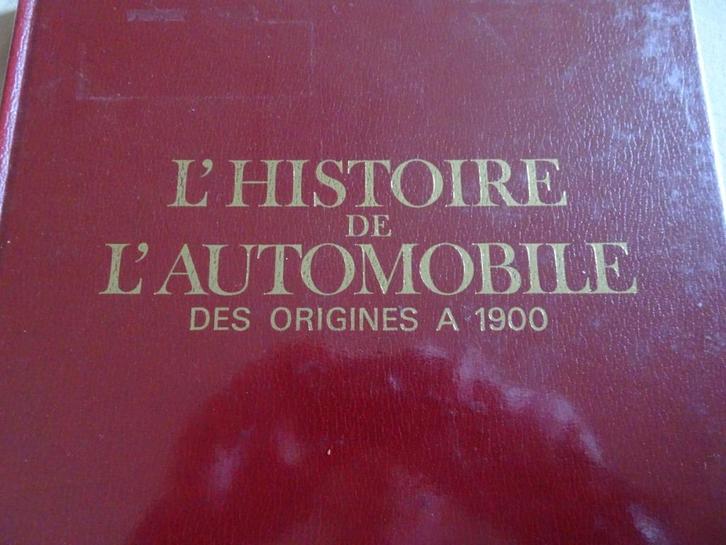 L'HISTOIRE
DE
L'AUTOMOBILE
DES ORIGINES A 1900